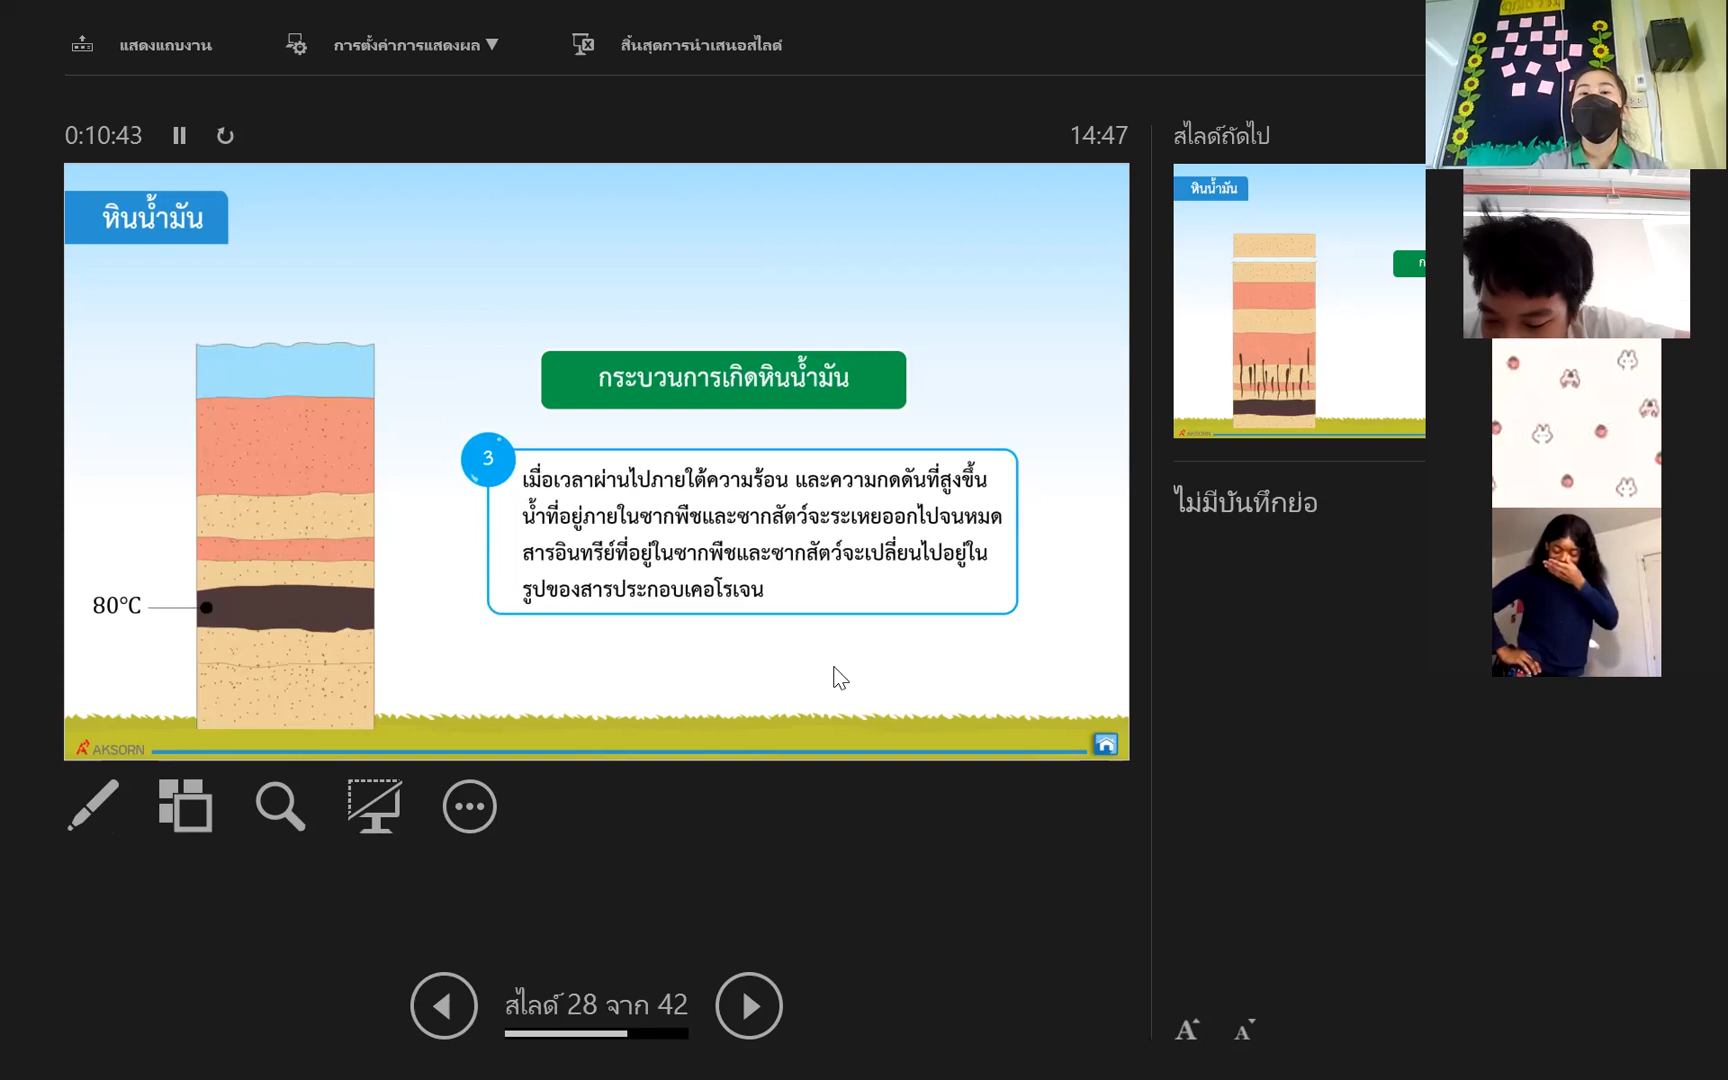 แสดงแถบงาน
การตั้งค่าการแสดงผล ▼
สิ้นสุดการนำเสนอสไลด์
0:10:43
14:47
หินน้ำมัน
กระบวนการเกิดหินน้ำมัน
3
เมื่อเวลาผ่านไปภายใต้ความร้อน และความกดดันที่สูงขึ้น
น้ำที่อยู่ภายในซากพืชและซากสัตว์จะระเหยออกไปจนหมด
สารอินทรีย์ที่อยู่ในซากพืชและซากสัตว์จะเปลี่ยนไปอยู่ใน
รูปของสารประกอบเคอโรเจน
80°C
AKSORN
สไลด์ 28 จาก 42
สไลด์ถัดไป
หินน้ำมัน
ก
AKSORN
ไม่มีบันทึกย่อ
A A